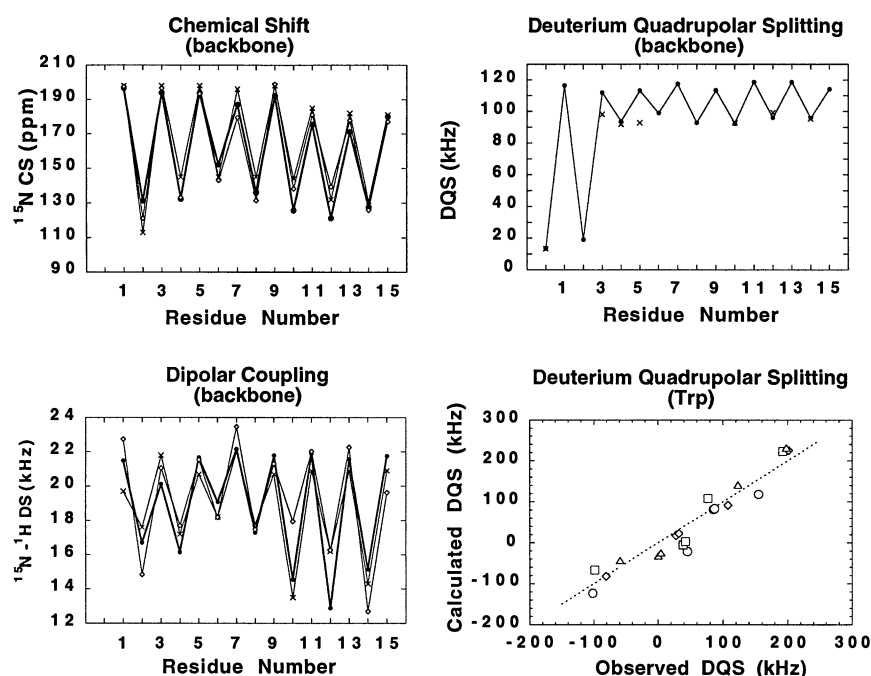 Chemical Shift
(backbone)
210
190
170
150
130
110
90
15N CS (ppm)
1 3 5 7 9 11 13 15
Residue Number
Deuterium Quadrupolar Splitting
(backbone)
120
100
80
60
40
20
0
DQS (kHz)
1 3 5 7 9 11 13 15
Residue Number
Dipolar Coupling
(backbone)
24
22
20
18
16
14
12
15N -1H DS (kHz)
1 3 5 7 9 11 13 15
Residue Number
Deuterium Quadrupolar Splitting
(Trp)
300
200
100
0
-100
-200
Calculated DQS (kHz)
-200 -100 0 100 200 300
Observed DQS (kHz)